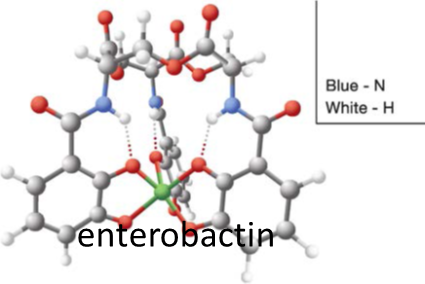 Blue - N
White - H
enterobactin